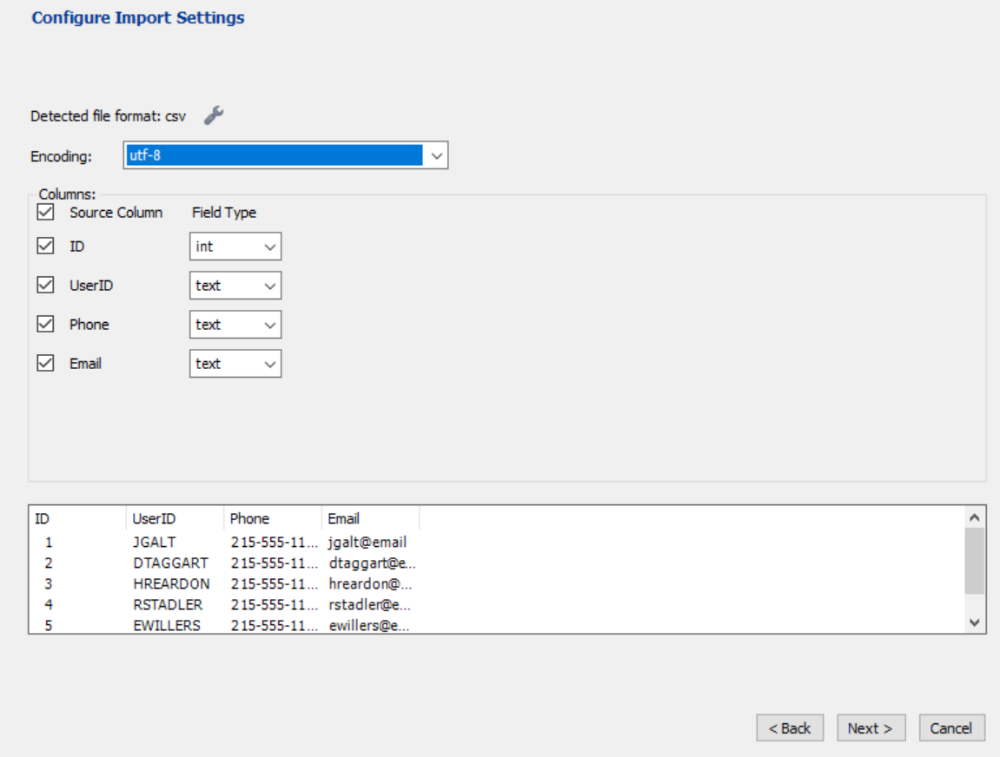 Configure Import Settings
Detected file format: csv
Encoding: utf-8
Columns:
Source Column Field Type
ID int
UserID text
Phone text
Email text
ID UserID Phone Email
1 JGALT 215-555-11... jgalt@email
2 DTAGGART 215-555-11... dtaggart@e...
3 HREARDON 215-555-11... hreardon@...
4 RSTADLER 215-555-11... rstadler@e...
5 EWILLERS 215-555-11... ewillers@e...
< Back Next > Cancel